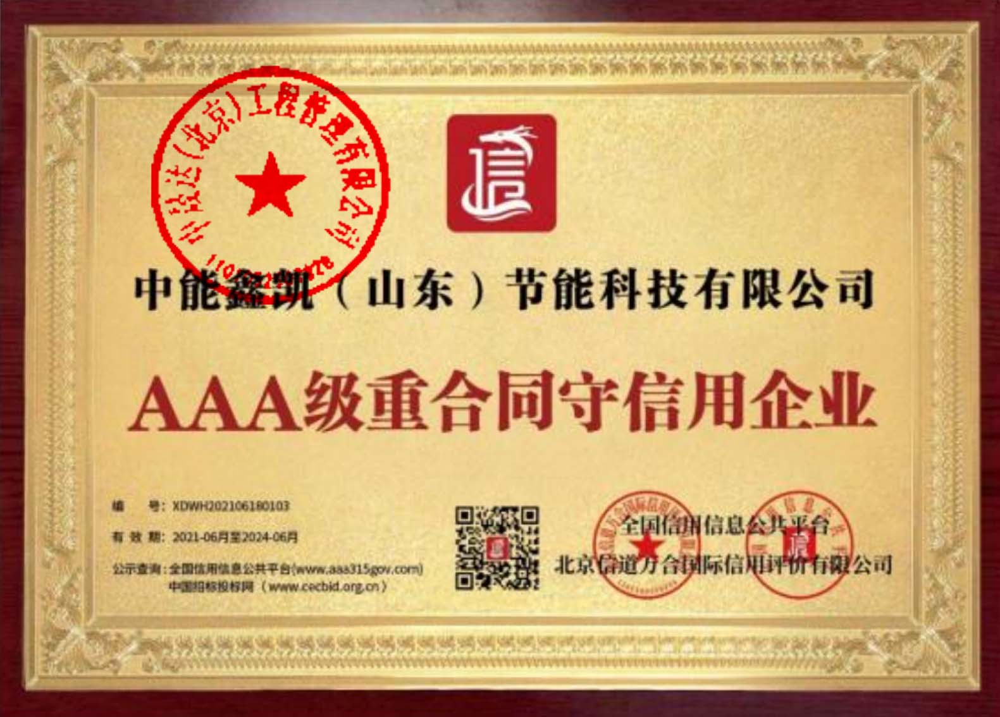 (北京)工程管理有限公司
信
中能鑫凯（山东）节能科技有限公司
AAA级重合同守信用企业
编 号：XDWH202106180103
有 效 期：2021-06月至2024-06月
公示查询：全国信用信息公共平台(www.aaa315gov.com)
中国招标投标网（www.cecbid.org.cn）
全国信用信息公共平台
北京信道万合国际信用评价有限公司